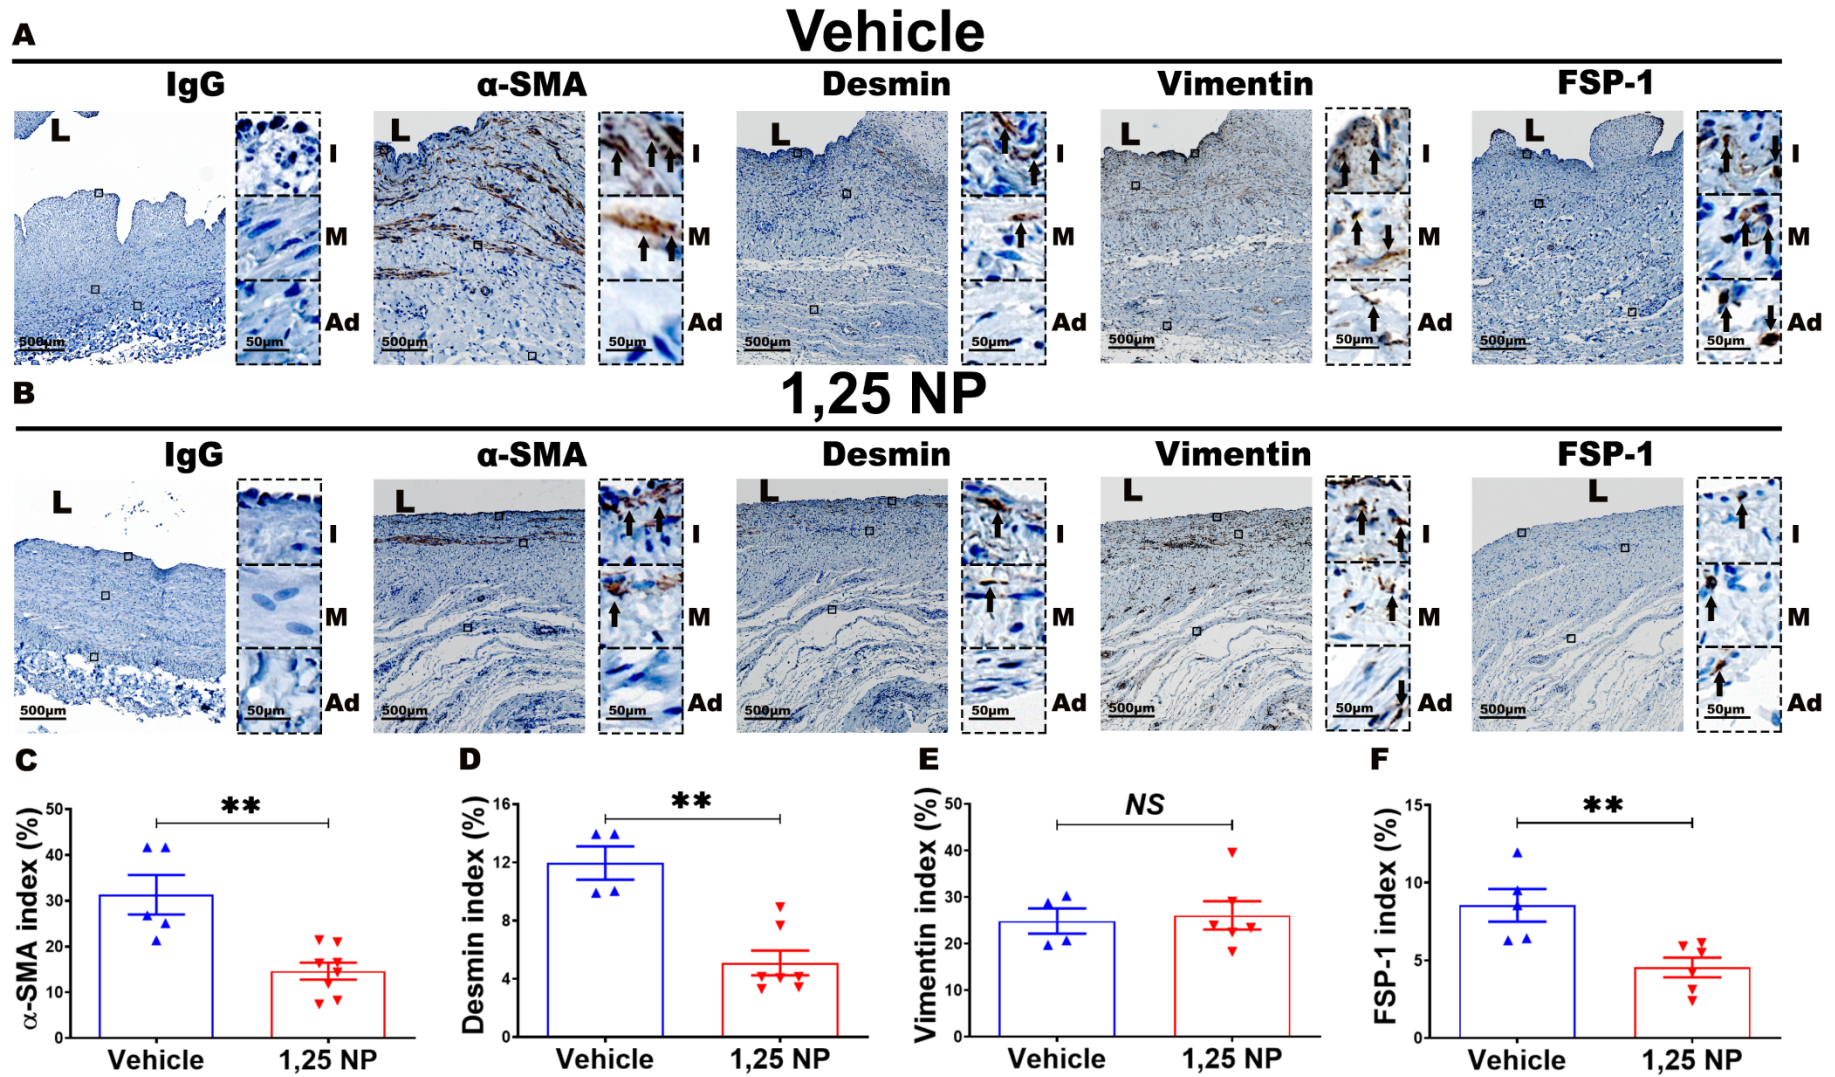 A
Vehicle
IgG α-SMA Desmin Vimentin FSP-1
L L L L L
I I I I I
M M M M M
Ad Ad Ad Ad Ad
500µm 50µm 500µm 50µm 500µm 50µm 500µm 50µm 500µm 50µm
B
1,25 NP
IgG α-SMA Desmin Vimentin FSP-1
L L L L L
I I I I I
M M M M M
Ad Ad Ad Ad Ad
500µm 50µm 500µm 50µm 500µm 50µm 500µm 50µm 500µm 50µm
C
α-SMA index (%)
50
40
30
20
10
0
**
Vehicle 1,25 NP
D
Desmin index (%)
16
12
8
4
0
**
Vehicle 1,25 NP
E
Vimentin index (%)
50
40
30
20
10
0
NS
Vehicle 1,25 NP
F
FSP-1 index (%)
15
10
5
0
**
Vehicle 1,25 NP